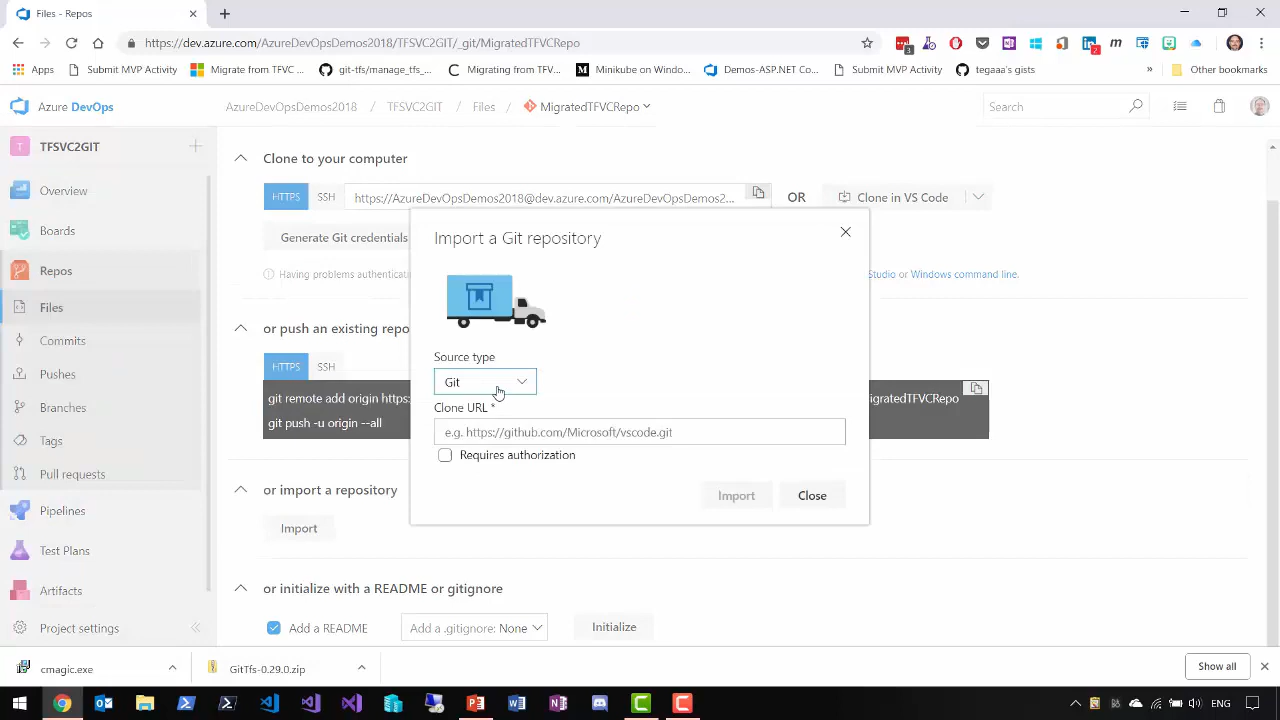 Files - Repos
https://dev.azure.com/AzureDevOpsDemos2018/TFSVC2GIT/_git/MigratedTFVCRepo
Apps
Submit MVP Activity
Migrate from TFVC ...
git-tfs/manage_tfs_...
Migrating from TFV...
Minikube on Windo...
Demos-ASP.NET Co...
Submit MVP Activity
tegaaa's gists
»
Other bookmarks
Azure DevOps
AzureDevOpsDemos2018 / TFSVC2GIT / Files / MigratedTFVCRepo
Search
T TFSVC2GIT
Overview
Boards
Repos
Files
Commits
Pushes
Branches
Tags
Pull requests
Pipelines
Test Plans
Artifacts
Project settings
Clone to your computer
HTTPS SSH https://AzureDevOpsDemos2018@dev.azure.com/AzureDevOpsDemos2... OR Clone in VS Code
Generate Git credentials
Having problems authenticatin
Studio or Windows command line.
or push an existing repo
HTTPS SSH
git remote add origin https:
igratedTFVCRepo
git push -u origin --all
or import a repository
Import
or initialize with a README or gitignore
Add a README Add a .gitignore: None Initialize
Import a Git repository
Source type
Git
Clone URL *
e.g. https://github.com/Microsoft/vscode.git
Requires authorization
Import Close
cmagic.exe
GitTfs-0.29.0.zip
Show all
ENG